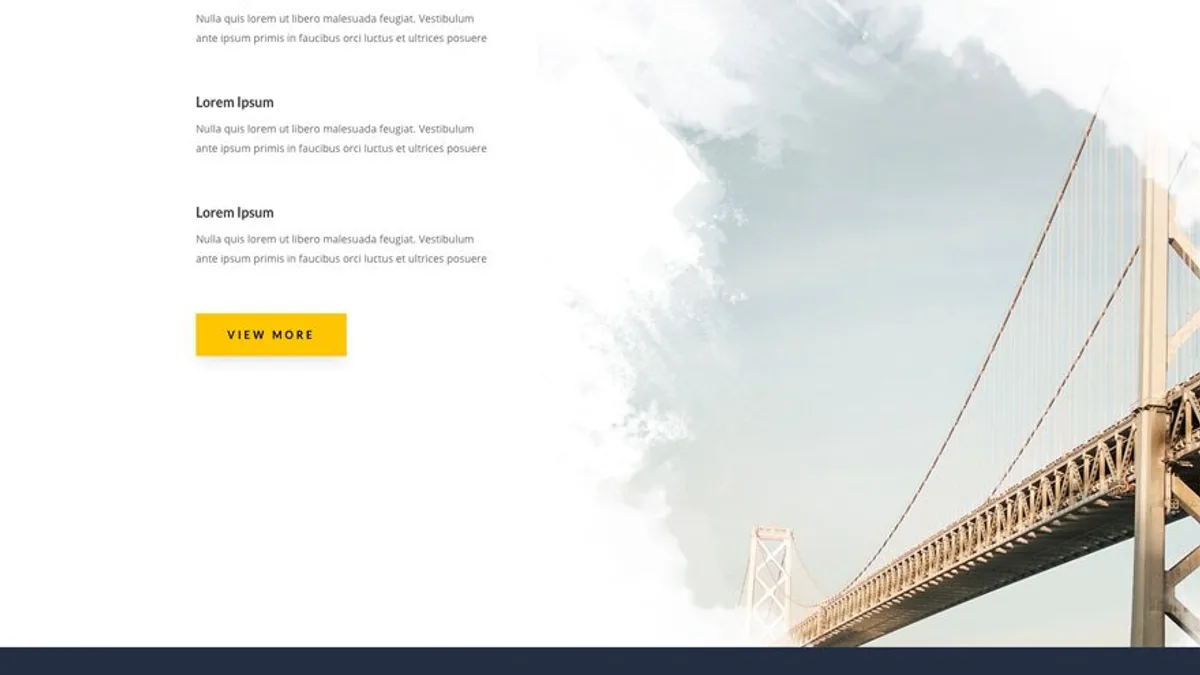 Nulla quis lorem ut libero malesuada feugiat. Vestibulum
ante ipsum primis in faucibus orci luctus et ultrices posuere
Lorem Ipsum
Nulla quis lorem ut libero malesuada feugiat. Vestibulum
ante ipsum primis in faucibus orci luctus et ultrices posuere
Lorem Ipsum
Nulla quis lorem ut libero malesuada feugiat. Vestibulum
ante ipsum primis in faucibus orci luctus et ultrices posuere
VIEW MORE